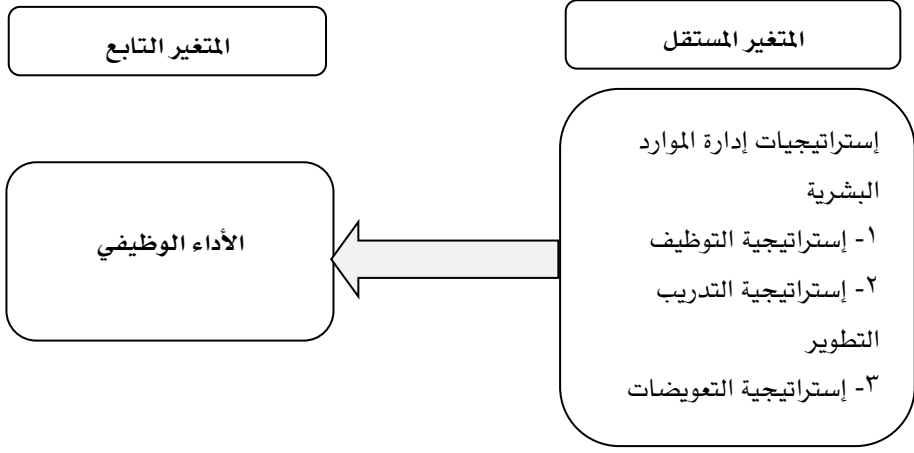 المتغير المستقل
المتغير التابع
إستراتيجيات إدارة الموارد
البشرية
١- إستراتيجية التوظيف
٢- إستراتيجية التدريب
التطوير
٣- إستراتيجية التعويضات
الأداء الوظيفي